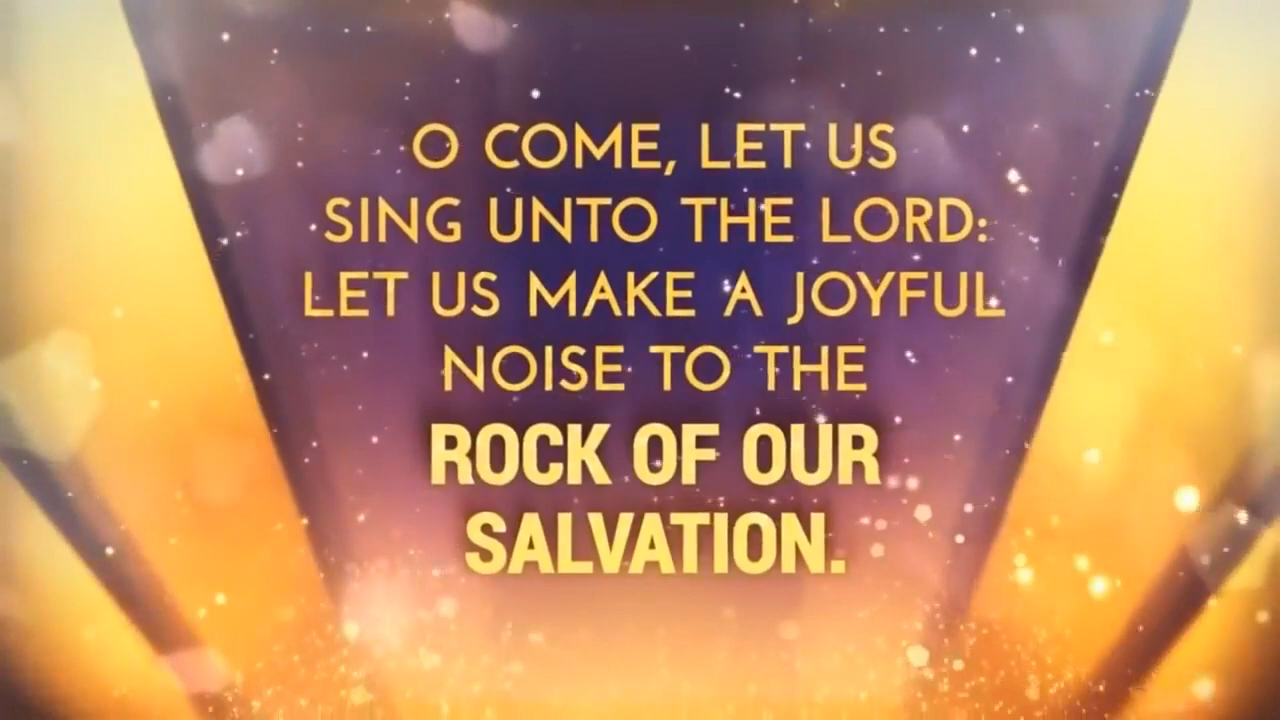 O COME, LET US
SING UNTO THE LORD:
LET US MAKE A JOYFUL
NOISE TO THE
ROCK OF OUR
SALVATION.